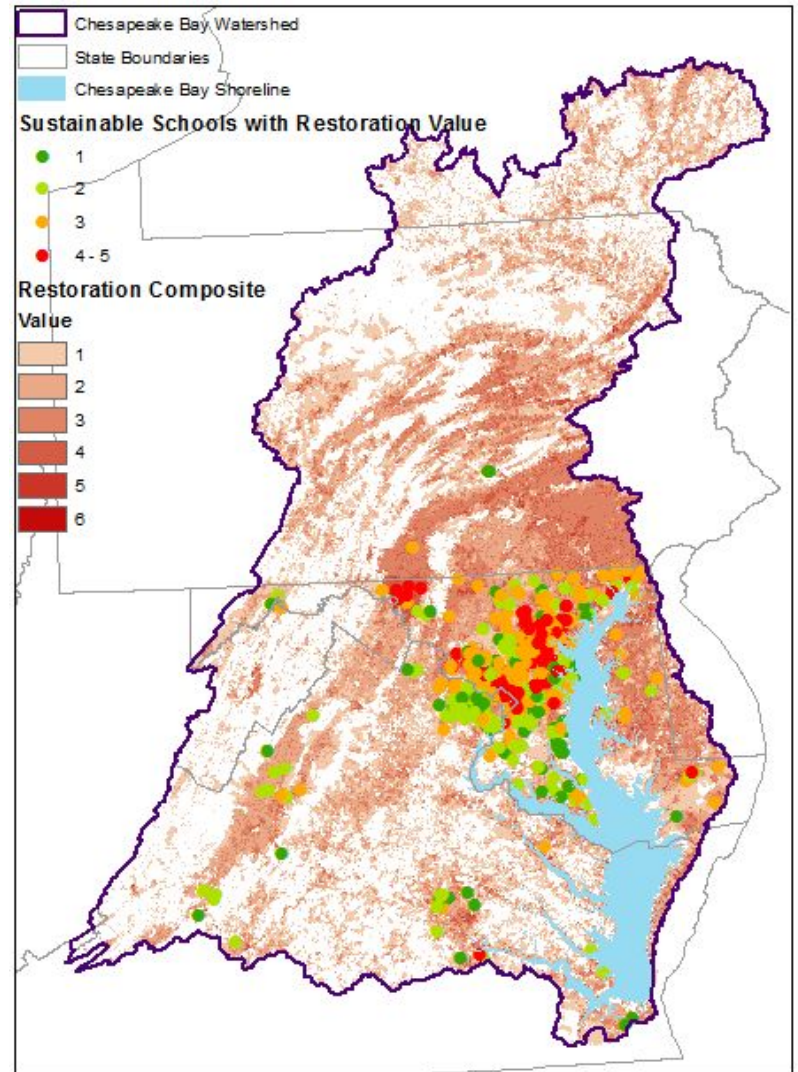 Chesapeake Bay Watershed
State Boundaries
Chesapeake Bay Shoreline
Sustainable Schools with Restoration Value
1
2
3
4 - 5
Restoration Composite
Value
1
2
3
4
5
6